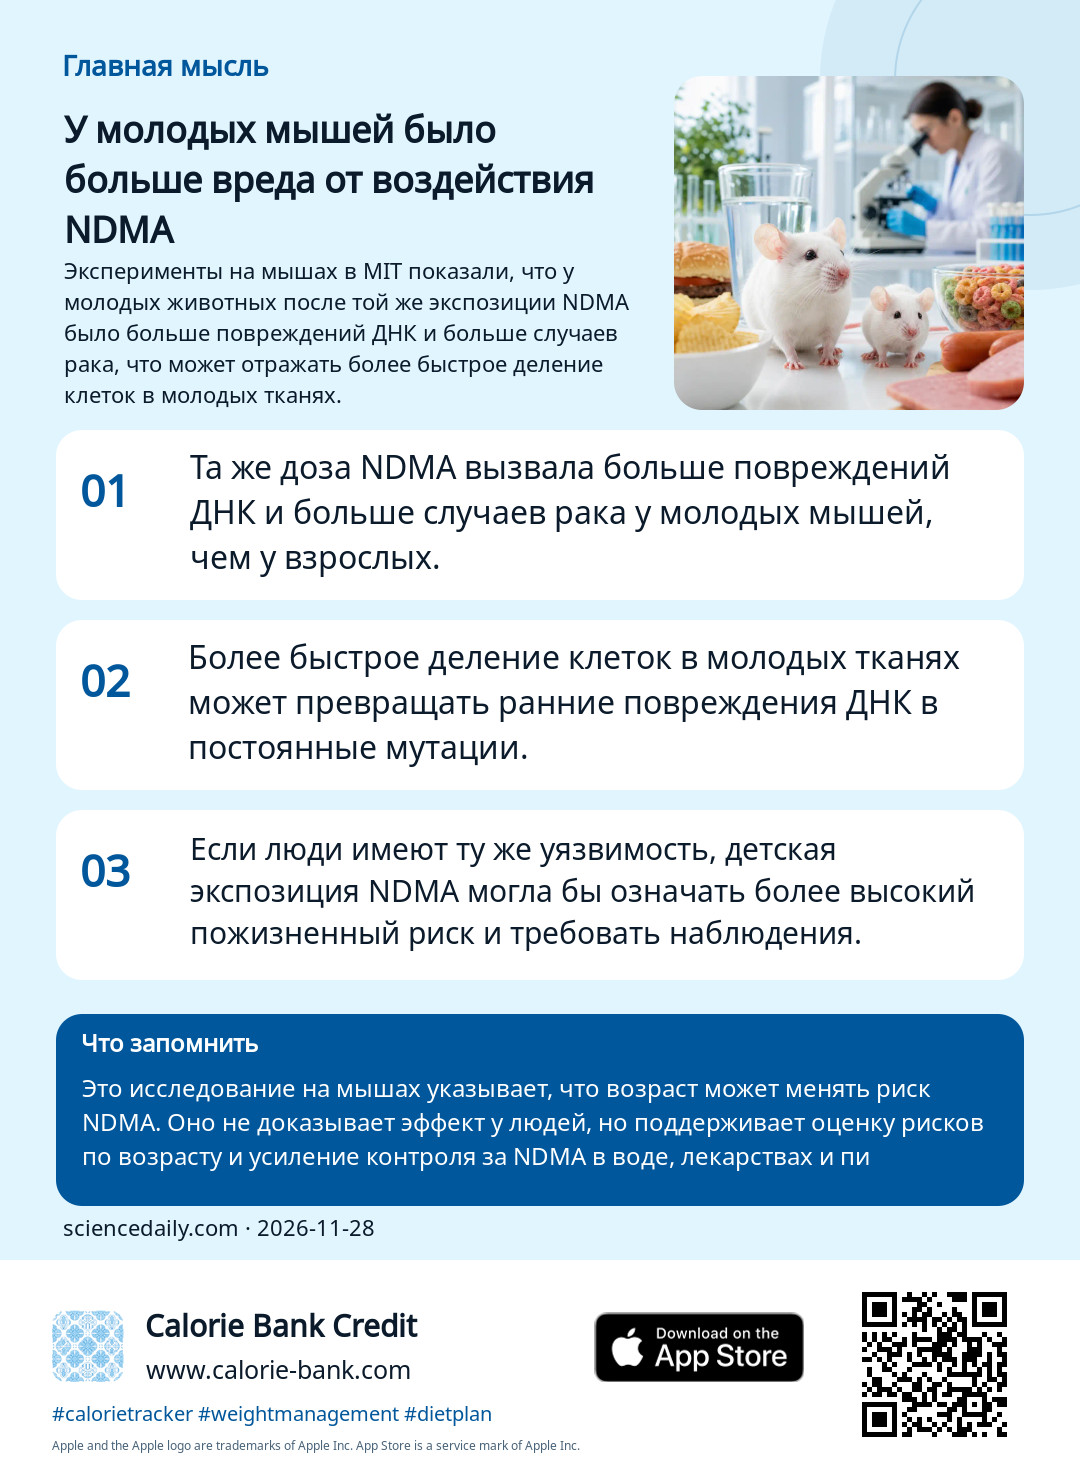 Главная мысль
У молодых мышей было
больше вреда от воздействия
NDMA
Эксперименты на мышах в MIT показали, что у
молодых животных после той же экспозиции NDMA
было больше повреждений ДНК и больше случаев
рака, что может отражать более быстрое деление
клеток в молодых тканях.
01
Та же доза NDMA вызвала больше повреждений
ДНК и больше случаев рака у молодых мышей,
чем у взрослых.
02
Более быстрое деление клеток в молодых тканях
может превращать ранние повреждения ДНК в
постоянные мутации.
03
Если люди имеют ту же уязвимость, детская
экспозиция NDMA могла бы означать более высокий
пожизненный риск и требовать наблюдения.
Что запомнить
Это исследование на мышах указывает, что возраст может менять риск
NDMA. Оно не доказывает эффект у людей, но поддерживает оценку рисков
по возрасту и усиление контроля за NDMA в воде, лекарствах и пи
sciencedaily.com · 2026-11-28
Calorie Bank Credit
www.calorie-bank.com
Download on the
App Store
#calorietracker #weightmanagement #dietplan
Apple and the Apple logo are trademarks of Apple Inc. App Store is a service mark of Apple Inc.